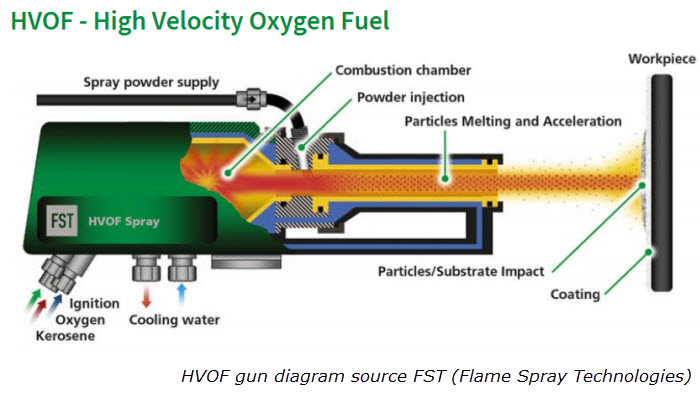 HVOF - High Velocity Oxygen Fuel
Workpiece
Combustion chamber
Spray powder supply
Powder injection
Particles Melting and Acceleration
FST HVOF Spray
Particles/Substrate Impact
Coating
Ignition
Oxygen
Kerosene
Cooling water
HVOF gun diagram source FST (Flame Spray Technologies)